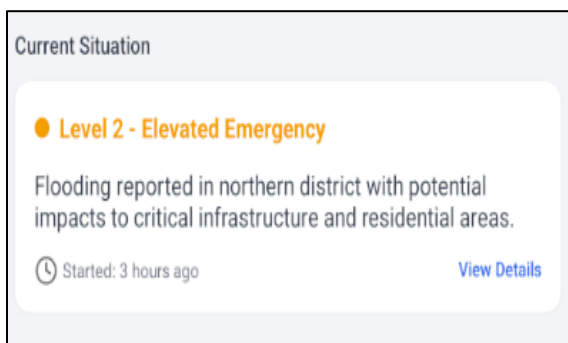 Current Situation
Level 2 - Elevated Emergency
Flooding reported in northern district with potential
impacts to critical infrastructure and residential areas.
Started: 3 hours ago
View Details